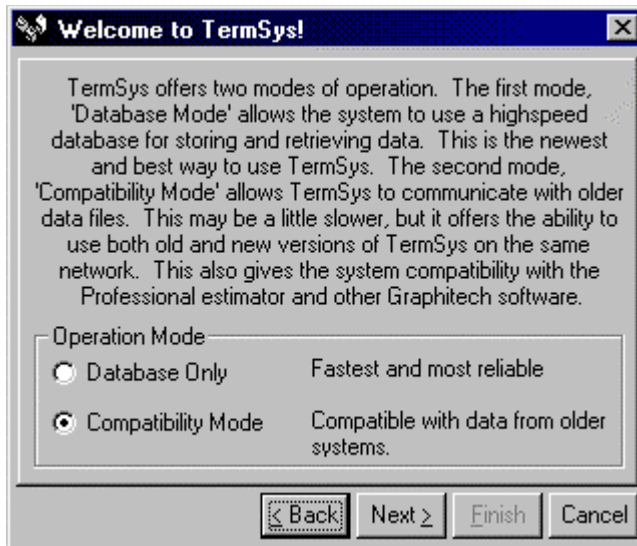 Welcome to TermSys!
TermSys offers two modes of operation. The first mode,
'Database Mode' allows the system to use a highspeed
database for storing and retrieving data. This is the newest
and best way to use TermSys. The second mode,
'Compatibility Mode' allows TermSys to communicate with older
data files. This may be a little slower, but it offers the ability to
use both old and new versions of TermSys on the same
network. This also gives the system compatibility with the
Professional estimator and other Graphitech software.
Operation Mode
Database Only Fastest and most reliable
Compatibility Mode Compatible with data from older
systems.
< Back Next > Finish Cancel